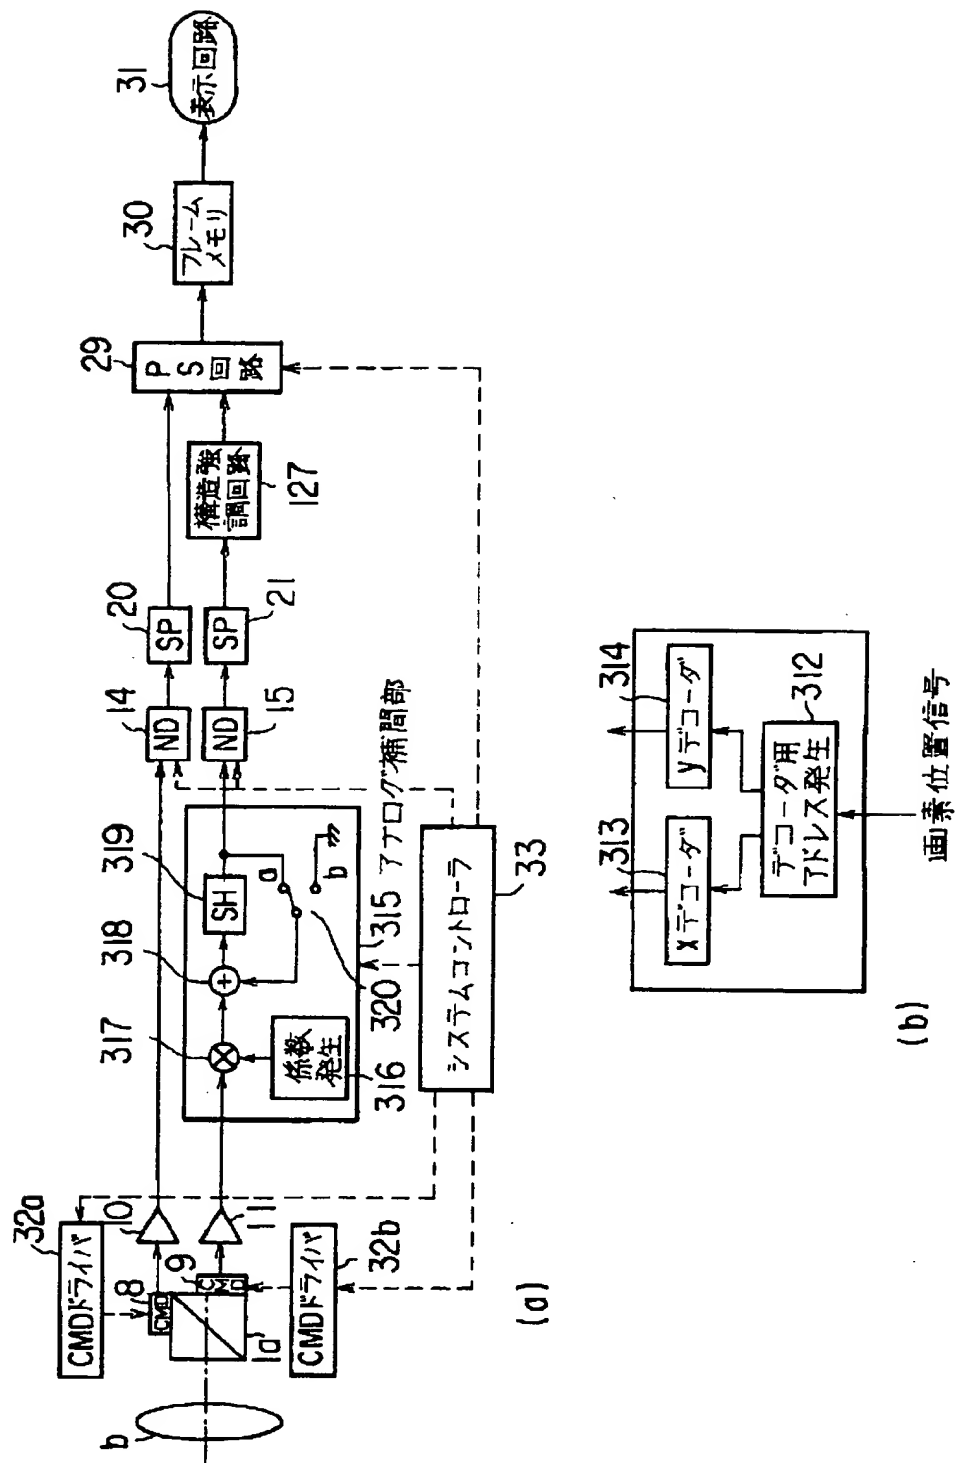 32a
CMDドライバ
8
CMD
10
9
CMD
11
1a
32b
CMDドライバ
b
317
318
319
SH
a
b
320
315
係数
発生
316
アナログ補間部
システムコントローラ
33
14
ND
ND
15
20
SP
SP
21
構造強
調回路
127
29
PS回路
30
フレーム
メモリ
31
表示回路
(a)
313
xデコーダ
314
yデコーダ
デコーダ用
アドレス発生
312
画素位置信号
(b)